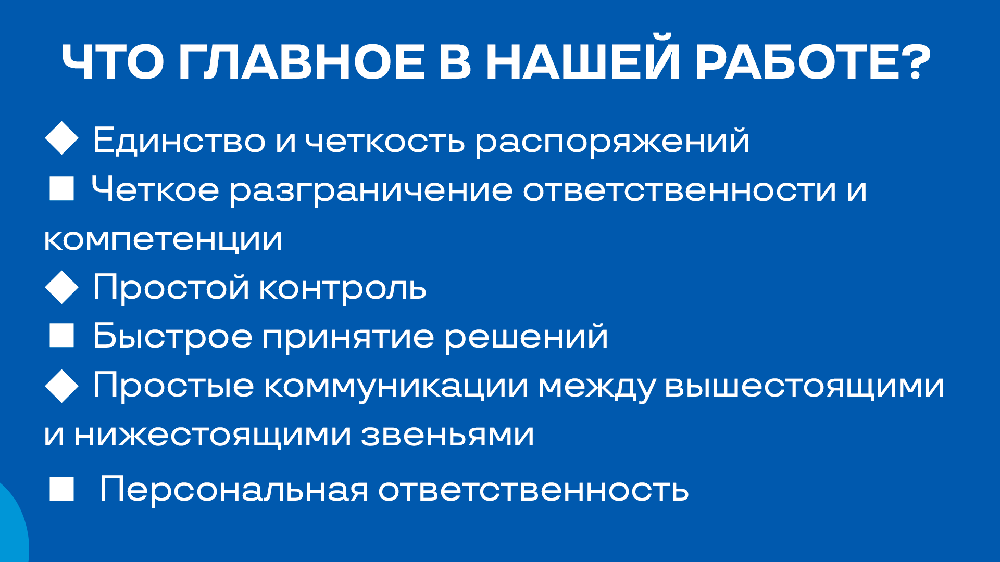 ЧТО ГЛАВНОЕ В НАШЕЙ РАБОТЕ?
◆ Единство и четкость распоряжений
■ Четкое разграничение ответственности и
компетенции
◆ Простой контроль
■ Быстрое принятие решений
◆ Простые коммуникации между вышестоящими
и нижестоящими звеньями
■ Персональная ответственность